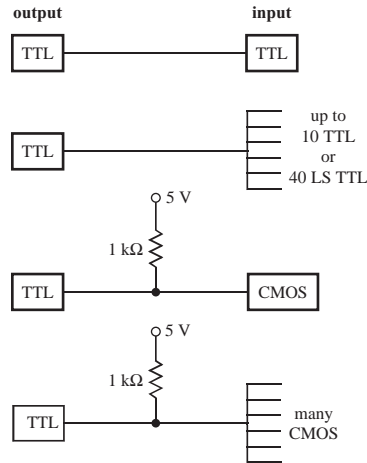 output input
TTL TTL
TTL
up to
10 TTL
or
40 LS TTL
5 V
1 kΩ
TTL CMOS
5 V
1 kΩ
TTL
many
CMOS